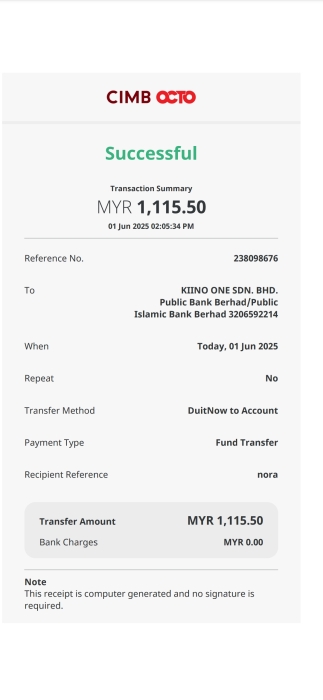 CIMB OCTO
Successful
Transaction Summary
MYR 1,115.50
01 Jun 2025 02:05:34 PM
Reference No. 238098676
To KIINO ONE SDN. BHD.
Public Bank Berhad/Public
Islamic Bank Berhad 3206592214
When Today, 01 Jun 2025
Repeat No
Transfer Method DuitNow to Account
Payment Type Fund Transfer
Recipient Reference nora
Transfer Amount MYR 1,115.50
Bank Charges MYR 0.00
Note
This receipt is computer generated and no signature is
required.